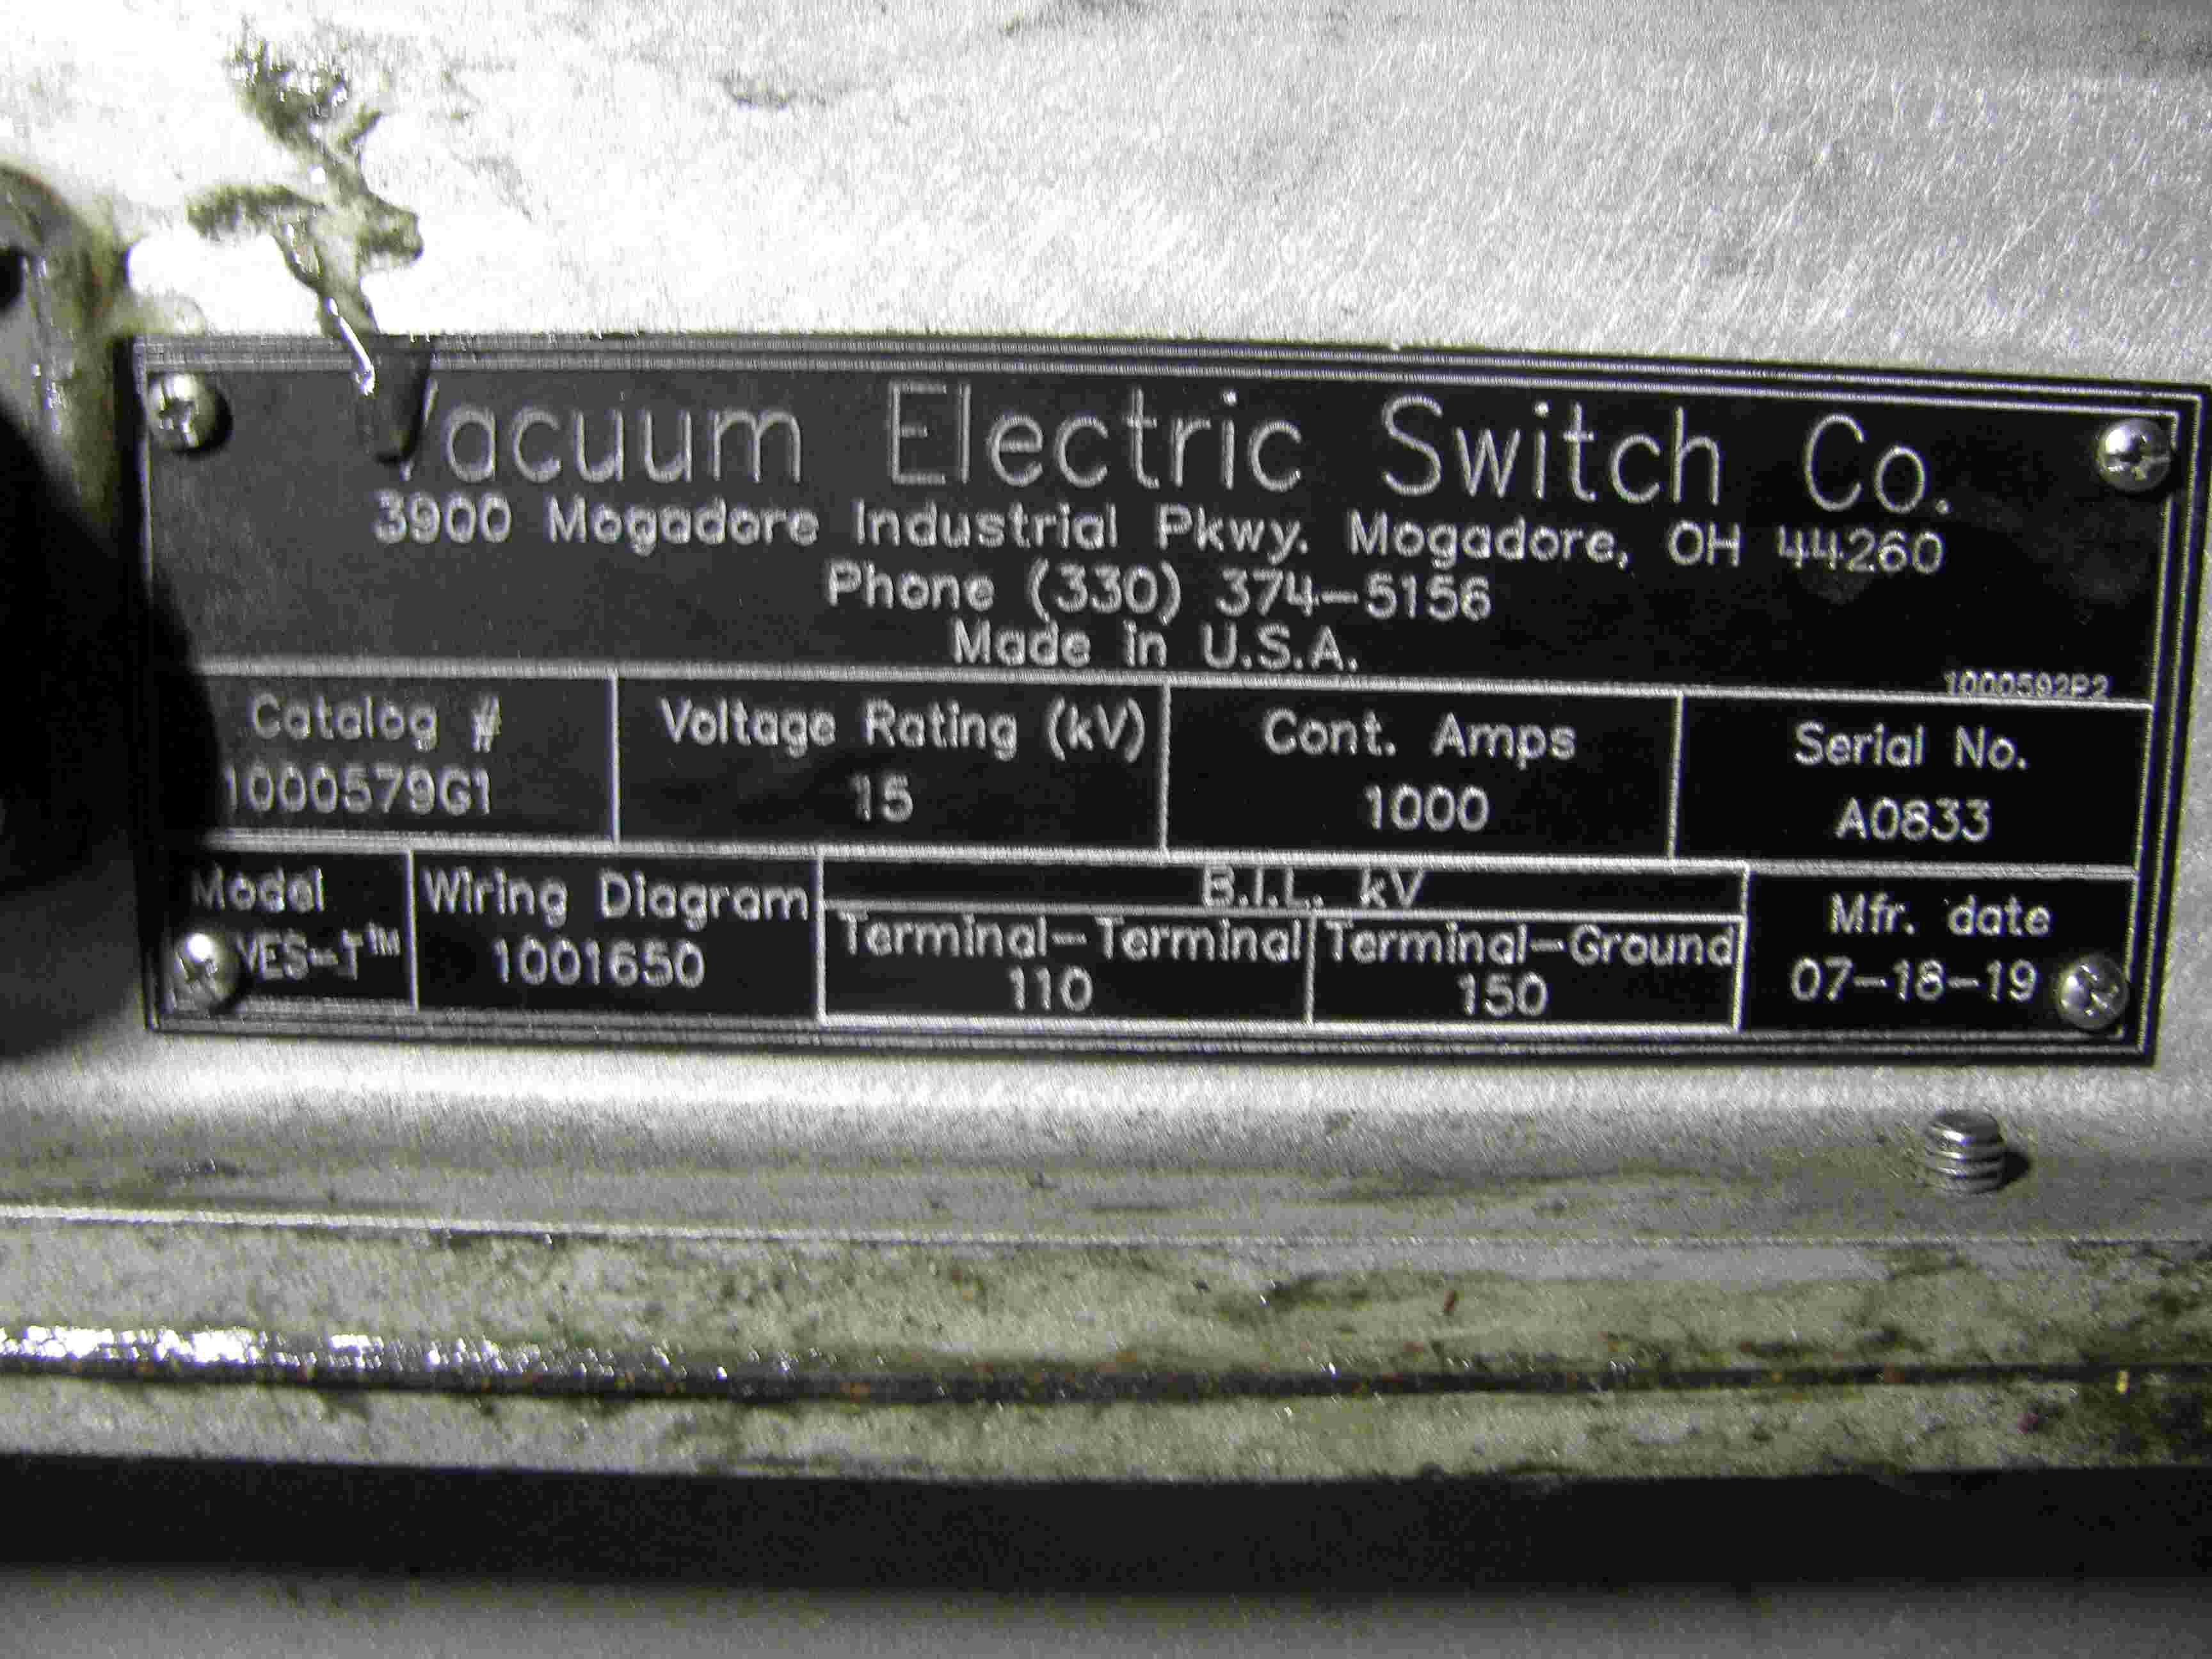 Vacuum Electric Switch Co.
3900 Mogadore Industrial Pkwy. Mogadore, OH 44260
Phone (330) 374-5156
Made in U.S.A.
1000592P2
Catalog # Voltage Rating (kV) Cont. Amps Serial No.
1000579G1 15 1000 A0833
Model Wiring Diagram B.I.L. kV Mfr. date
Terminal-Terminal Terminal-Ground
VES-T™ 1001650 110 150 07-18-19